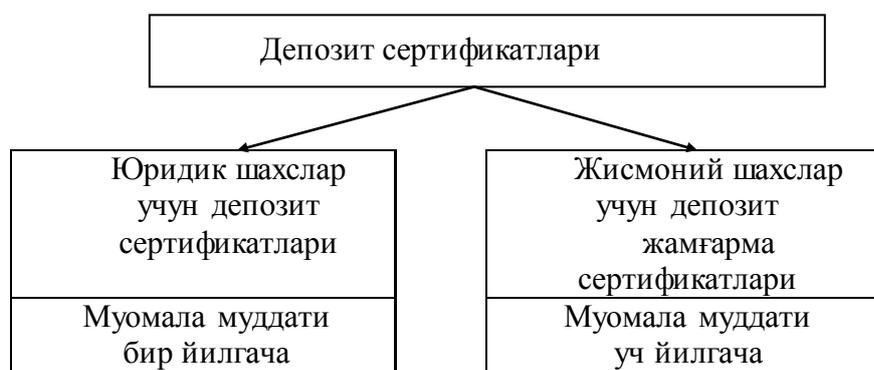 Депозит сертификатлари
Юридик шахслар
учун депозит
сертификатлари
Муомала муддати
бир йилгача
Жисмоний шахслар
учун депозит
жамғарма
сертификатлари
Муомала муддати
уч йилгача